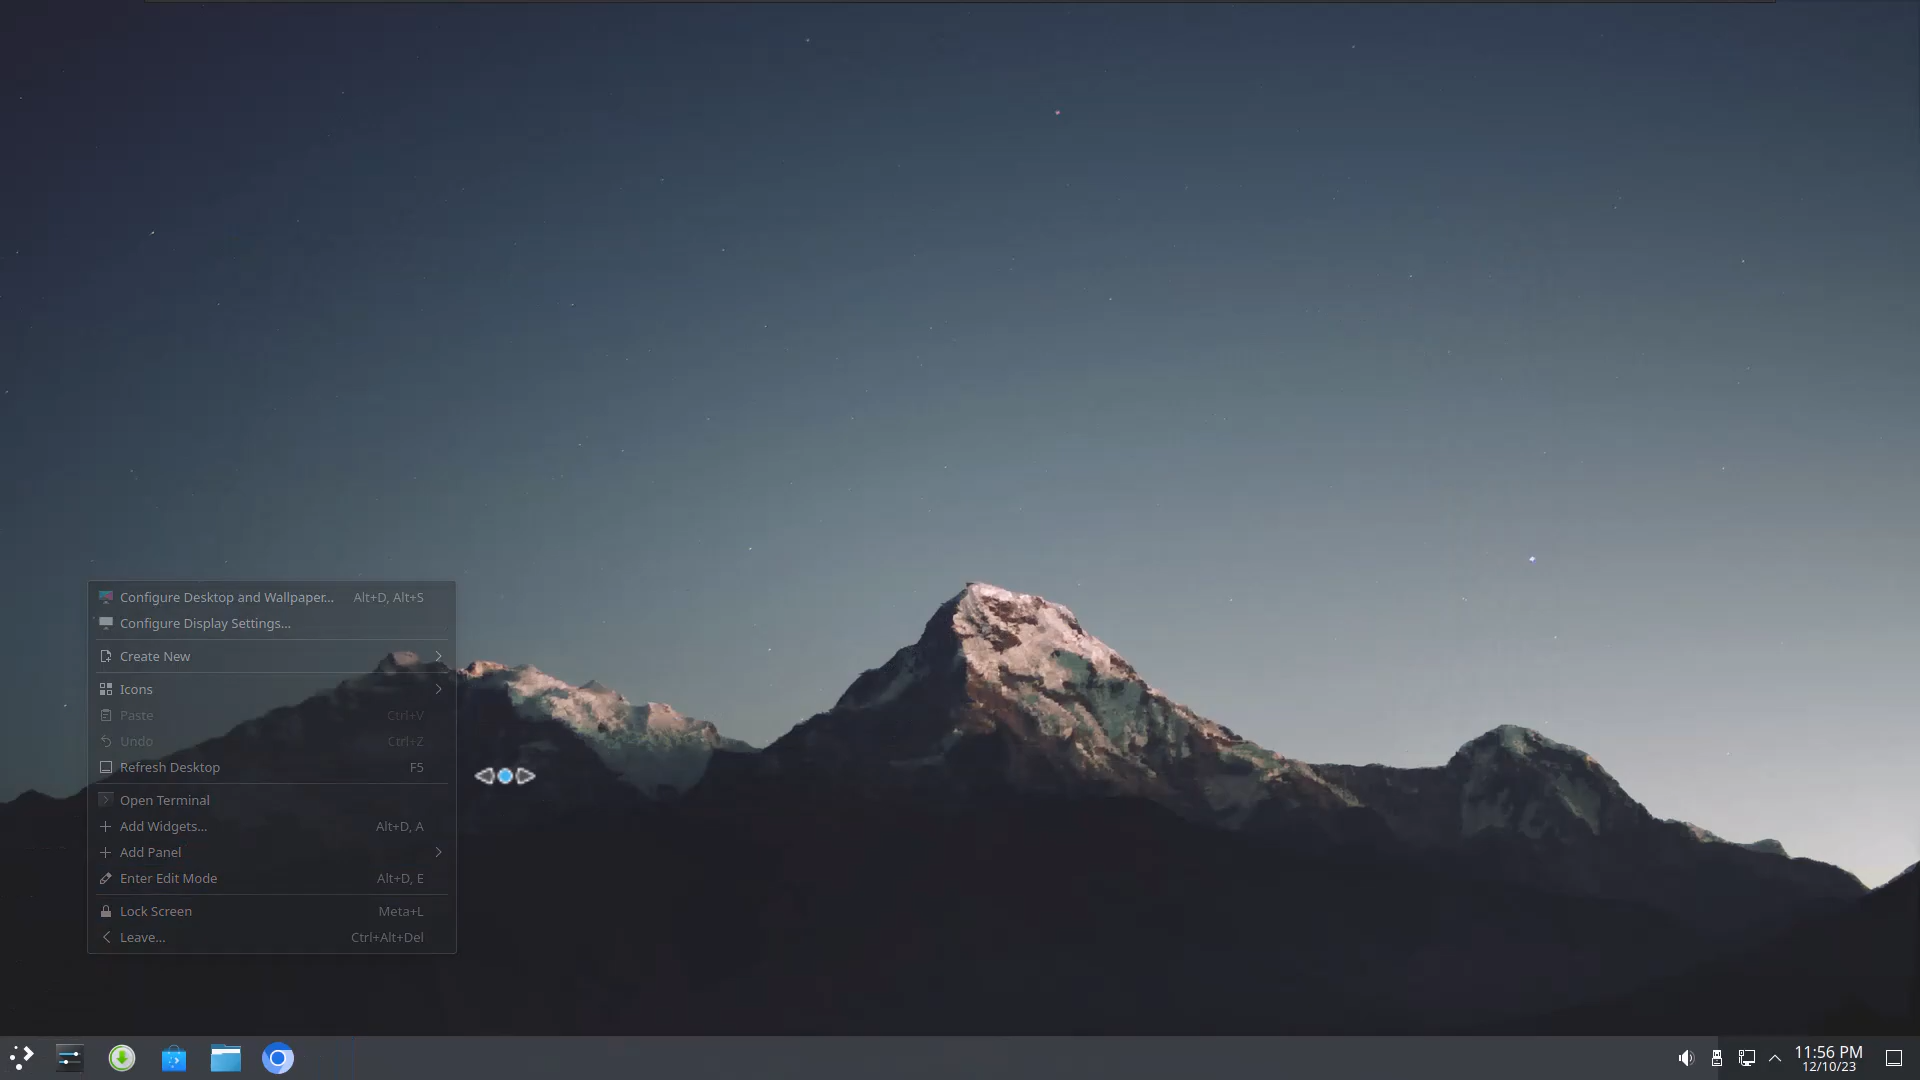 Configure Desktop and Wallpaper... Alt+D, Alt+S
Configure Display Settings...
Create New
Icons
Paste Ctrl+V
Undo Ctrl+Z
Refresh Desktop F5
Open Terminal
Add Widgets... Alt+D, A
Add Panel
Enter Edit Mode Alt+D, E
Lock Screen Meta+L
Leave... Ctrl+Alt+Del
11:56 PM
12/10/23